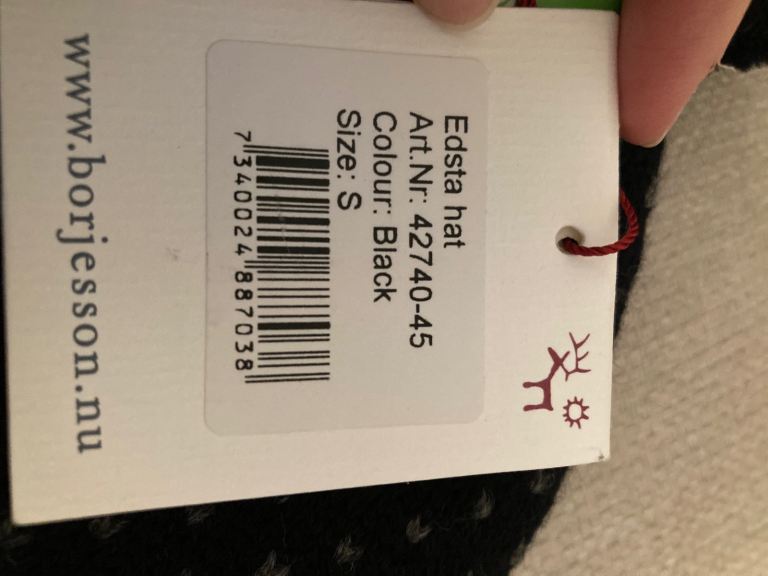 Edsta hat
Art.Nr: 42740-45
Colour: Black
Size: S
7 340024 887038
www.borjesson.nu